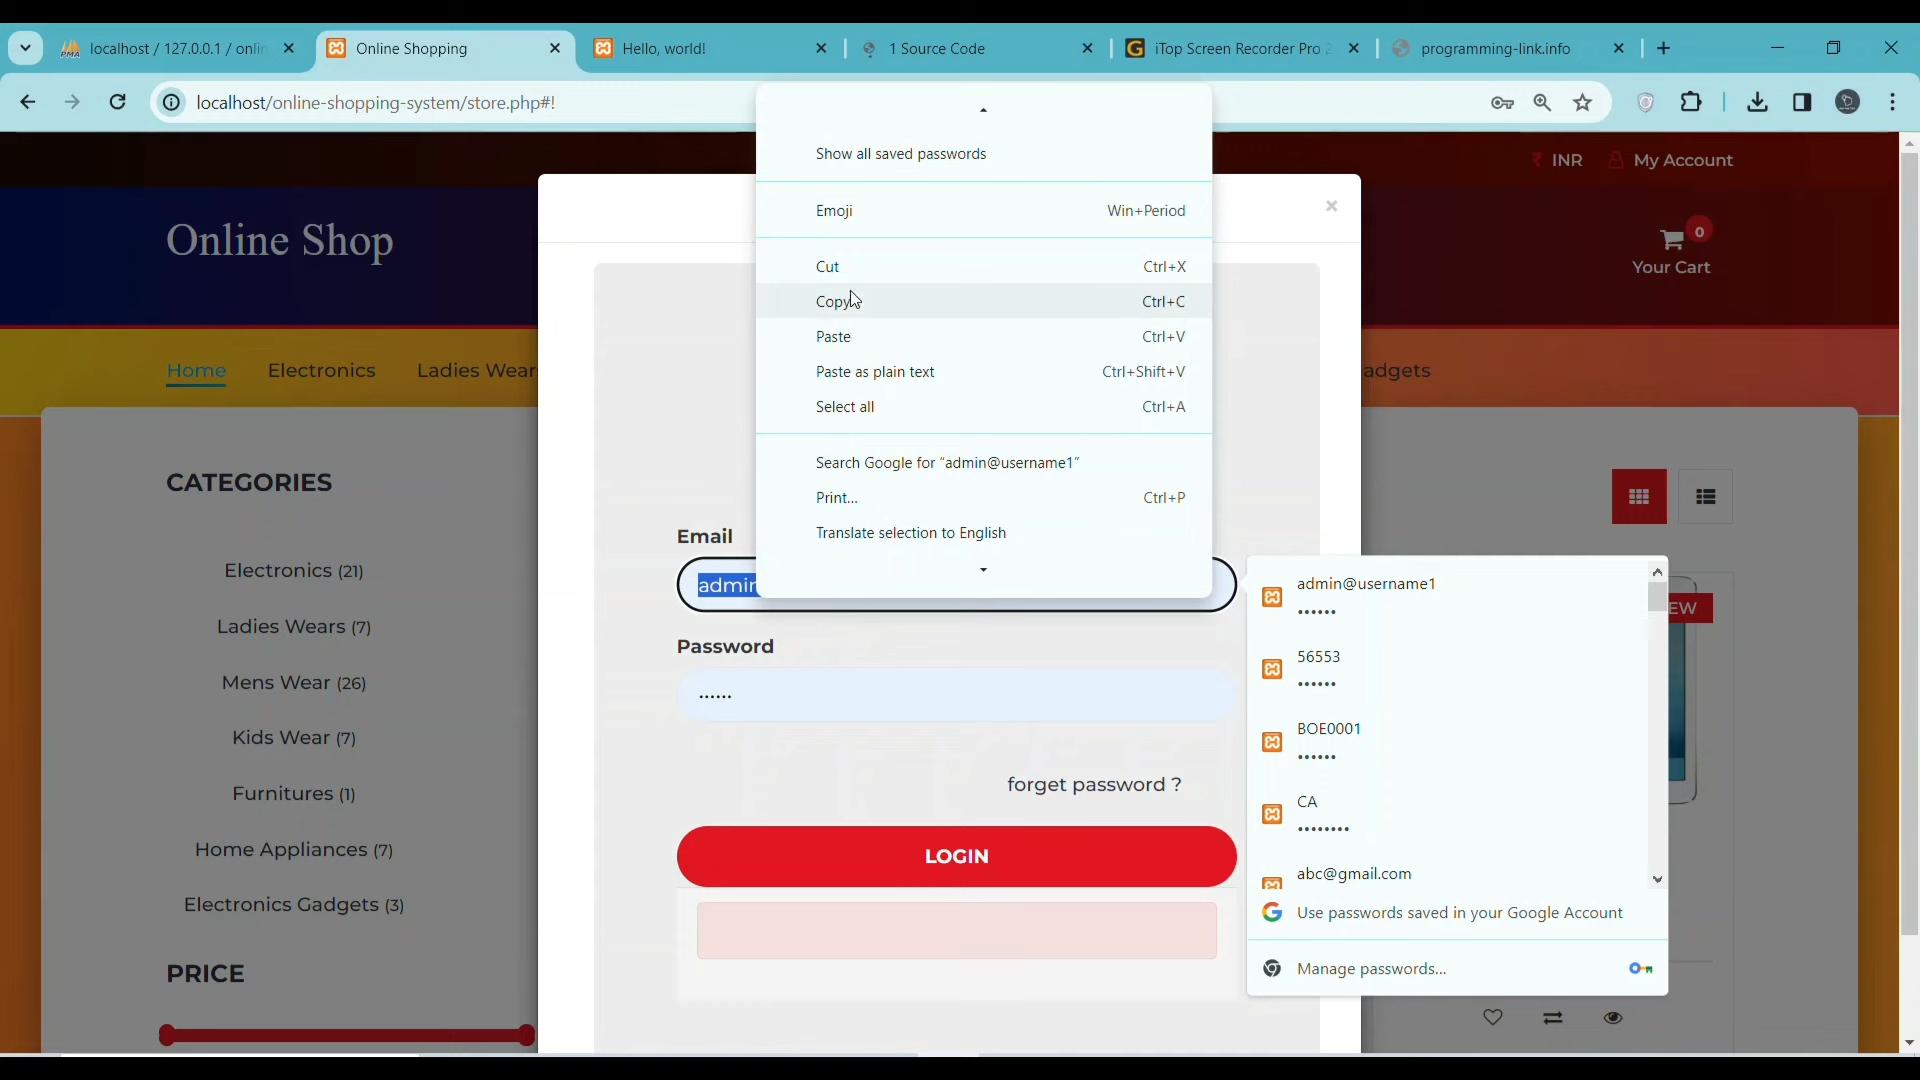 localhost / 127.0.0.1 / onlin
Online Shopping
Hello, world!
1 Source Code
iTop Screen Recorder Pro 2
programming-link.info
localhost/online-shopping-system/store.php#!
INR
My Account
Online Shop
0
Your Cart
Home
Electronics
Ladies Wear
adgets
CATEGORIES
Electronics (21)
Ladies Wears (7)
Mens Wear (26)
Kids Wear (7)
Furnitures (1)
Home Appliances (7)
Electronics Gadgets (3)
PRICE
×
Show all saved passwords
Emoji Win+Period
Cut Ctrl+X
Copy Ctrl+C
Paste Ctrl+V
Paste as plain text Ctrl+Shift+V
Select all Ctrl+A
Search Google for “admin@username1”
Print... Ctrl+P
Translate selection to English
Email
admin
Password
••••••
forget password ?
LOGIN
admin@username1
••••••
56553
••••••
BOE0001
••••••
CA
••••••••
abc@gmail.com
Use passwords saved in your Google Account
Manage passwords...
EW